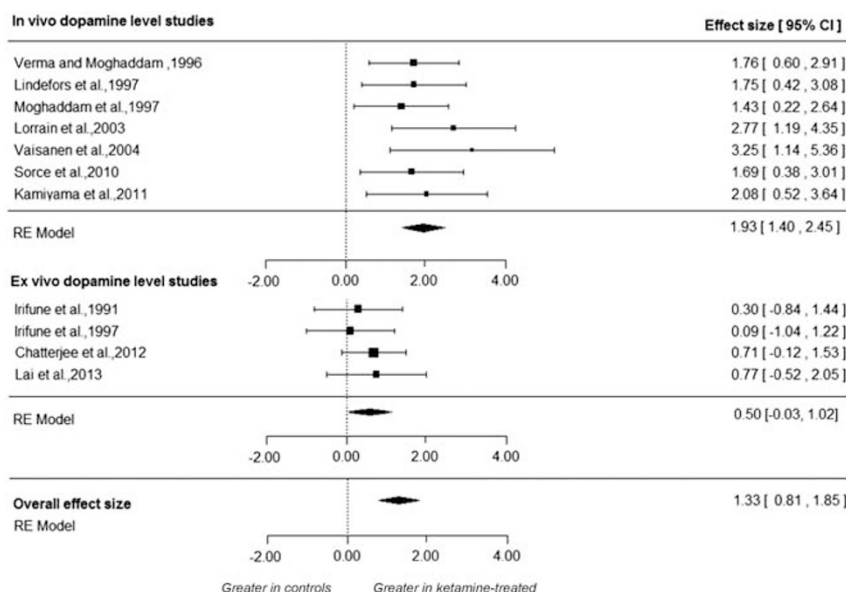 In vivo dopamine level studies Effect size [ 95% CI ]
Verma and Moghaddam ,1996 1.76 [ 0.60 , 2.91 ]
Lindefors et al.,1997 1.75 [ 0.42 , 3.08 ]
Moghaddam et al.,1997 1.43 [ 0.22 , 2.64 ]
Lorrain et al.,2003 2.77 [ 1.19 , 4.35 ]
Vaisanen et al.,2004 3.25 [ 1.14 , 5.36 ]
Sorce et al.,2010 1.69 [ 0.38 , 3.01 ]
Kamiyama et al.,2011 2.08 [ 0.52 , 3.64 ]
RE Model 1.93 [ 1.40 , 2.45 ]
-2.00 0.00 2.00 4.00
Ex vivo dopamine level studies
Irifune et al.,1991 0.30 [ -0.84 , 1.44 ]
Irifune et al.,1997 0.09 [ -1.04 , 1.22 ]
Chatterjee et al.,2012 0.71 [ -0.12 , 1.53 ]
Lai et al.,2013 0.77 [ -0.52 , 2.05 ]
RE Model 0.50 [-0.03 , 1.02]
-2.00 0.00 2.00 4.00
Overall effect size 1.33 [ 0.81 , 1.85 ]
RE Model
-2.00 0.00 2.00 4.00
Greater in controls Greater in ketamine-treated